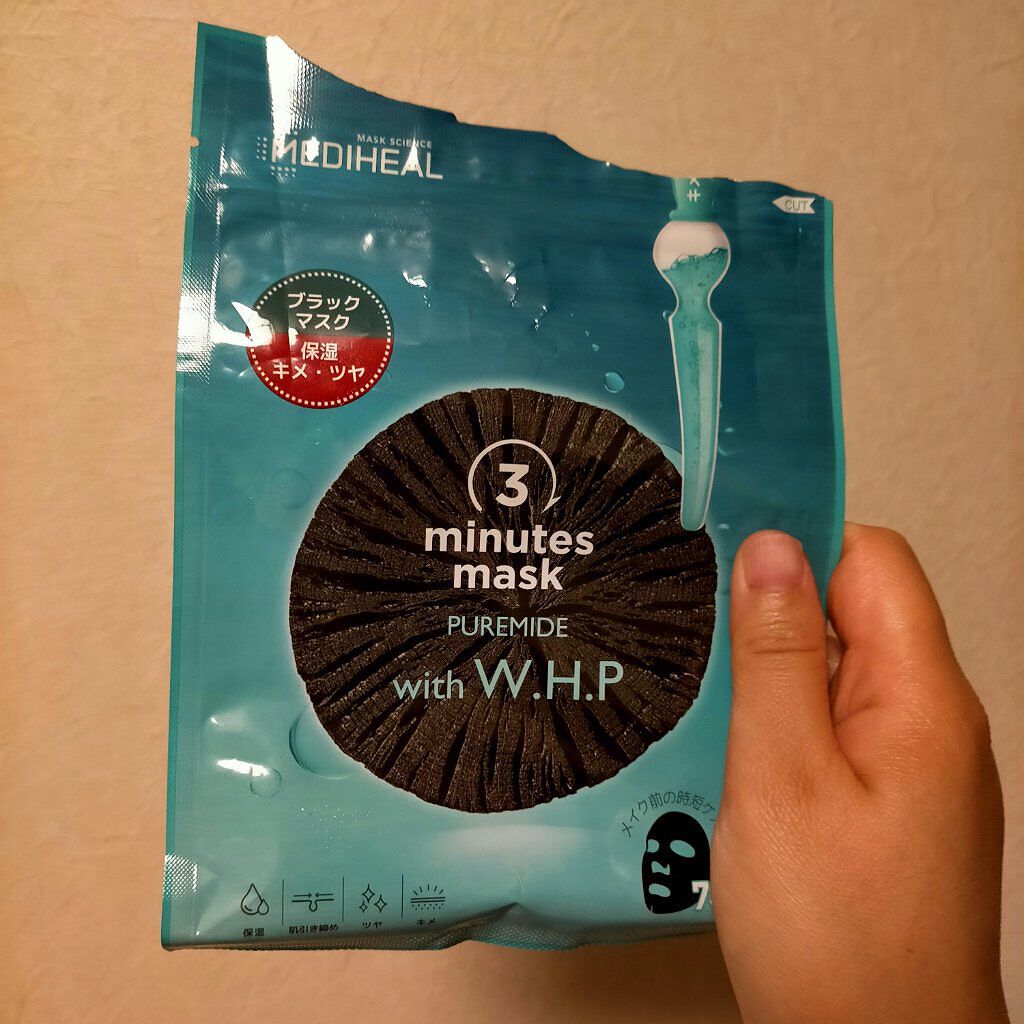 MASK SCIENCE
MEDIHEAL
CUT
ブラック
マスク
保湿
キメ・ツヤ
3
minutes
mask
PUREMIDE
with W.H.P
メイク前の時短ケ
7
保湿
肌引き締め
ツヤ
キメ